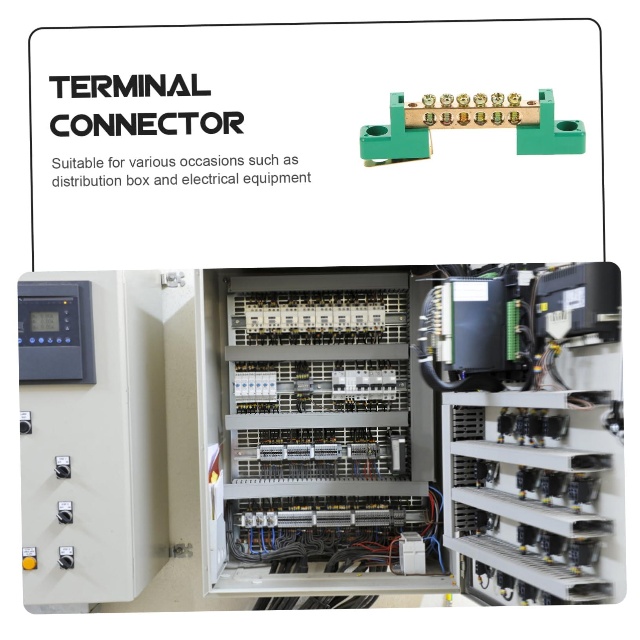 TERMINAL
CONNECTOR
Suitable for various occasions such as
distribution box and electrical equipment